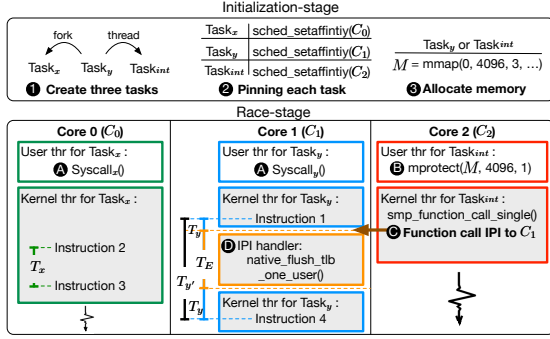 Initialization-stage
fork thread
Task_x Task_y Task_int
1 Create three tasks
Task_x sched_setaffintiy(C_0)
Task_y sched_setaffintiy(C_1)
Task_int sched_setaffintiy(C_2)
2 Pinning each task
Task_y or Task_int
M = mmap(0, 4096, 3, …)
3 Allocate memory
Race-stage
Core 0 (C_0)
User thr for Task_x :
A Syscall_x()
Kernel thr for Task_x :
Instruction 2
T_x
Instruction 3
Core 1 (C_1)
User thr for Task_y :
A Syscall_y()
Kernel thr for Task_y :
Instruction 1
T_y
D IPI handler:
T_E native_flush_tlb
_one_user()
T_y'
Kernel thr for Task_y :
T_y
Instruction 4
Core 2 (C_2)
User thr for Task_int :
B mprotect(M, 4096, 1)
Kernel thr for Task_int :
smp_function_call_single()
C Function call IPI to C_1